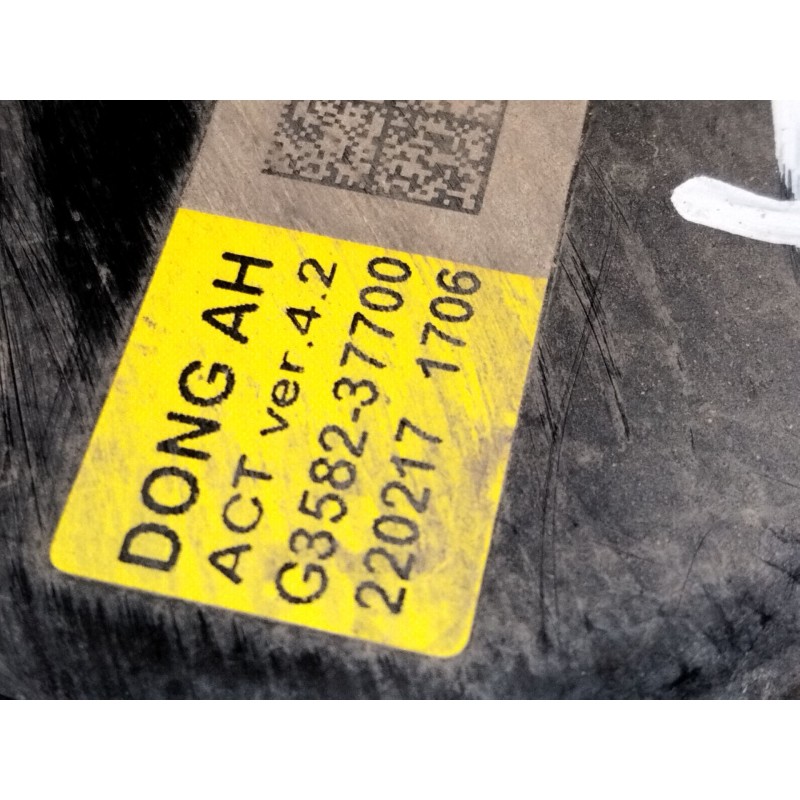 DONG AH
ACT ver.4.2
G3582-37700
220217 1706